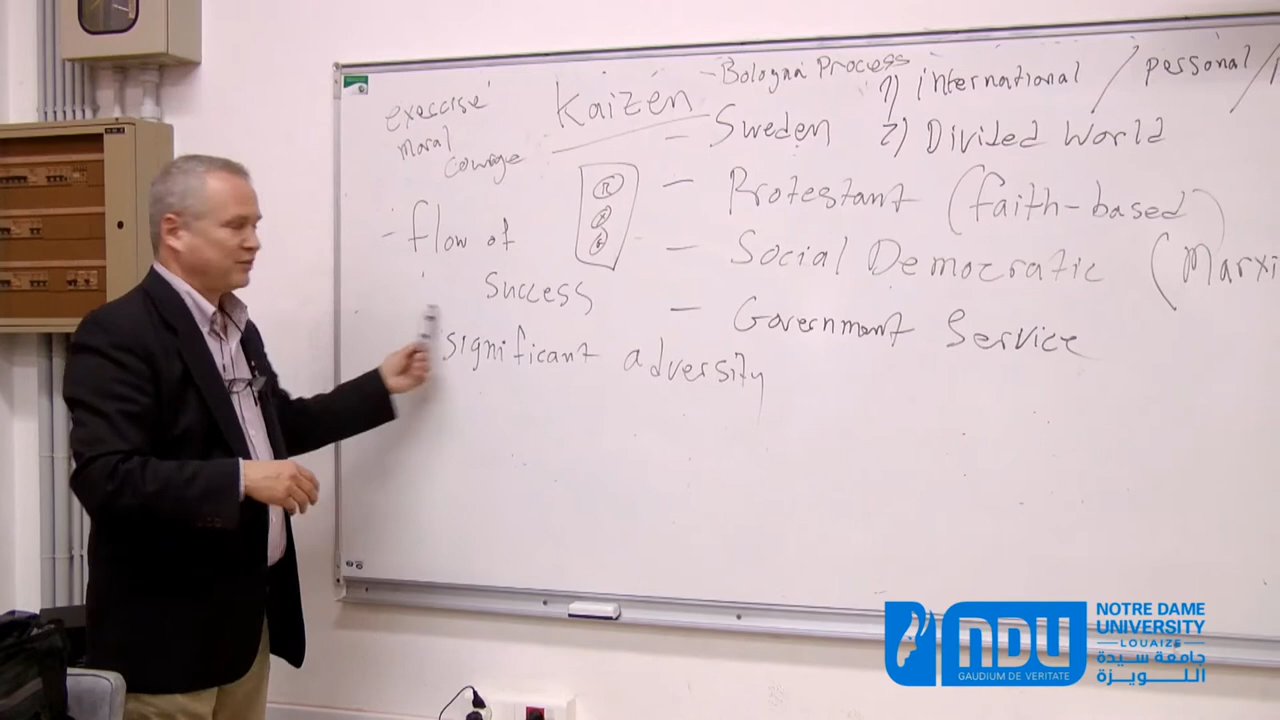 exercise
moral
courage
Kaizen
- Bologna Process
- Sweden
- Protestant (faith-based)
- Social Democratic (Marxi
- Government Service
1) international / personal /
2) Divided World
- flow of
success
significant adversity
NDU
GAUDIUM DE VERITATE
NOTRE DAME
UNIVERSITY
LOUAIZE
جامعة سيدة
اللويزة